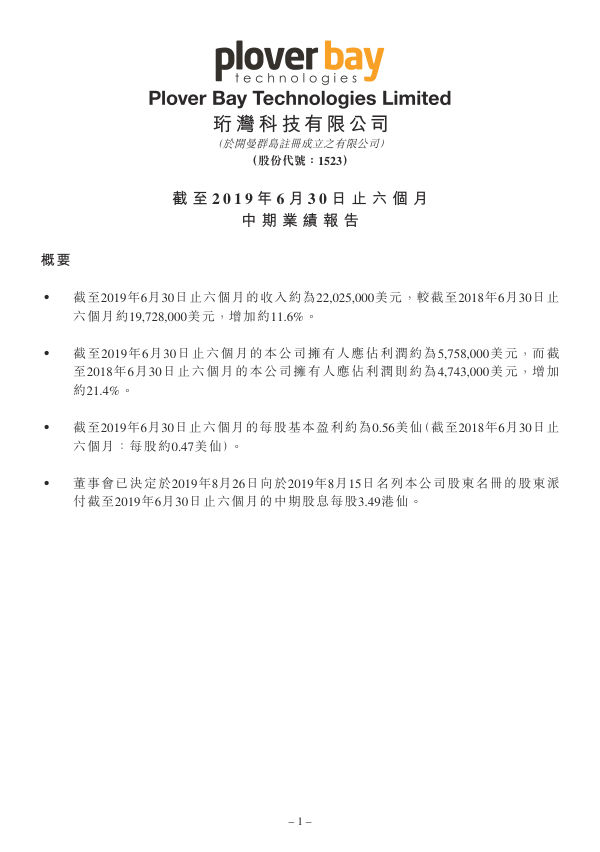 plover bay
technologies
Plover Bay Technologies Limited
珩灣科技有限公司
(於開曼群島註冊成立之有限公司)
(股份代號：1523)
截至2019年6月30日止六個月
中期業績報告
概要
• 截至2019年6月30日止六個月的收入約為22,025,000美元，較截至2018年6月30日止
六個月約19,728,000美元，增加約11.6%。
• 截至2019年6月30日止六個月的本公司擁有人應佔利潤約為5,758,000美元，而截
至2018年6月30日止六個月的本公司擁有人應佔利潤則約為4,743,000美元，增加
約21.4%。
• 截至2019年6月30日止六個月的每股基本盈利約為0.56美仙(截至2018年6月30日止
六個月：每股約0.47美仙)。
• 董事會已決定於2019年8月26日向於2019年8月15日名列本公司股東名冊的股東派
付截至2019年6月30日止六個月的中期股息每股3.49港仙。
– 1 –